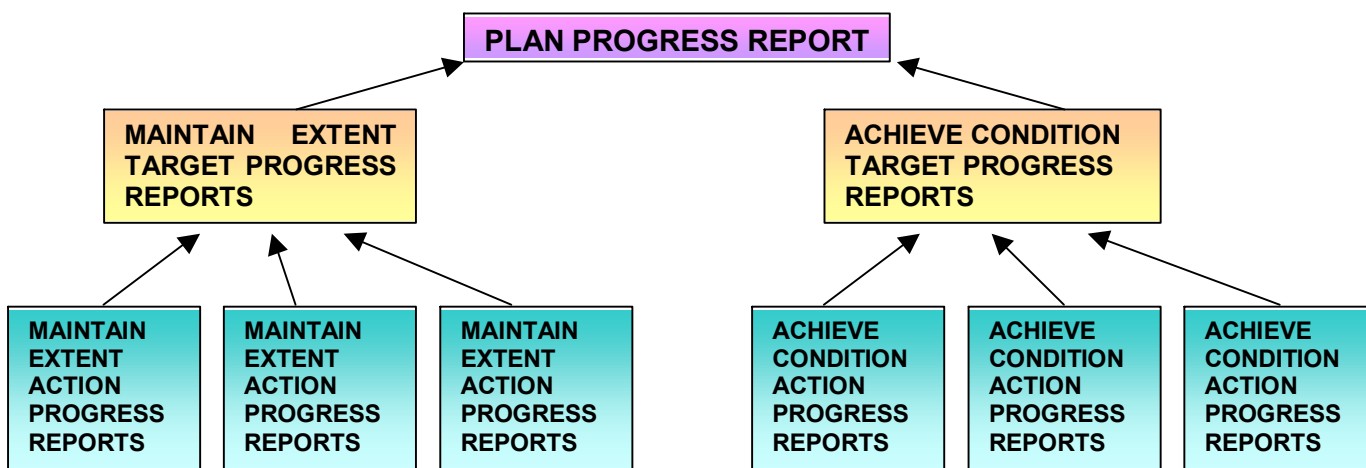 PLAN PROGRESS REPORT
MAINTAIN EXTENT
TARGET PROGRESS
REPORTS
ACHIEVE CONDITION
TARGET PROGRESS
REPORTS
MAINTAIN
EXTENT
ACTION
PROGRESS
REPORTS
MAINTAIN
EXTENT
ACTION
PROGRESS
REPORTS
MAINTAIN
EXTENT
ACTION
PROGRESS
REPORTS
ACHIEVE
CONDITION
ACTION
PROGRESS
REPORTS
ACHIEVE
CONDITION
ACTION
PROGRESS
REPORTS
ACHIEVE
CONDITION
ACTION
PROGRESS
REPORTS